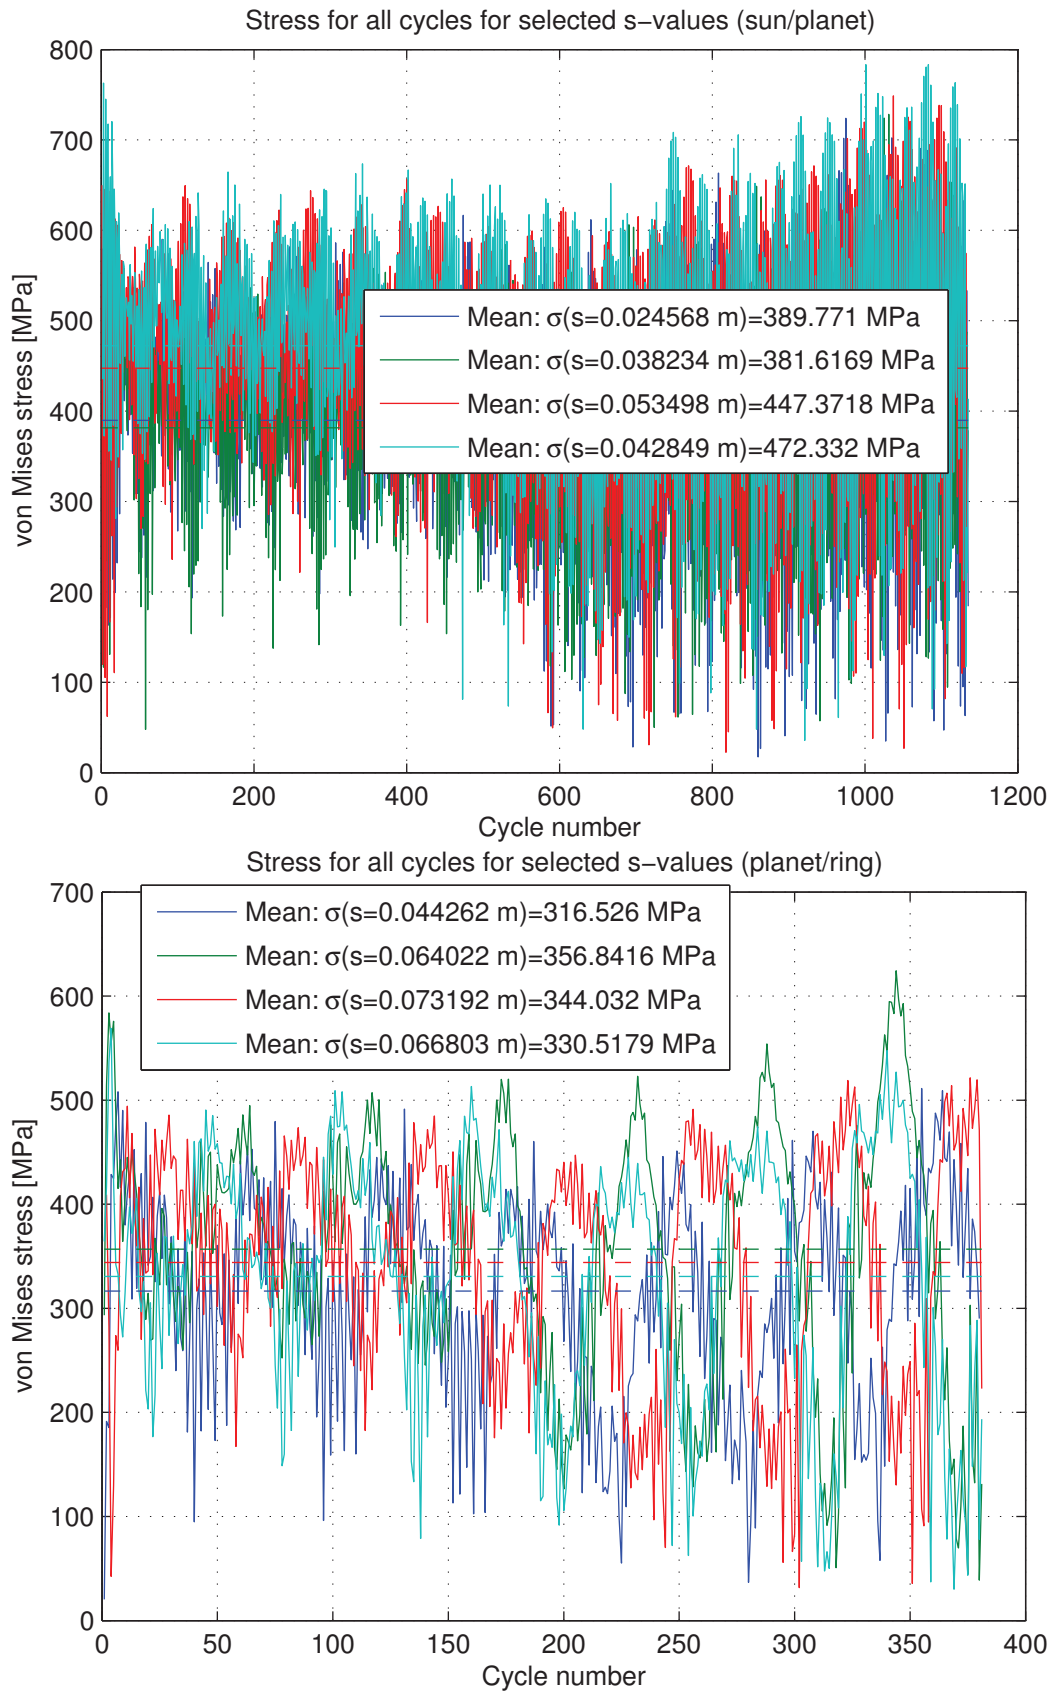 Stress for all cycles for selected s−values (sun/planet)
800
700
600
500
400
300
200
100
0
von Mises stress [MPa]
Mean: σ(s=0.024568 m)=389.771 MPa
Mean: σ(s=0.038234 m)=381.6169 MPa
Mean: σ(s=0.053498 m)=447.3718 MPa
Mean: σ(s=0.042849 m)=472.332 MPa
0 200 400 600 800 1000 1200
Cycle number
Stress for all cycles for selected s−values (planet/ring)
700
600
500
400
300
200
100
0
von Mises stress [MPa]
Mean: σ(s=0.044262 m)=316.526 MPa
Mean: σ(s=0.064022 m)=356.8416 MPa
Mean: σ(s=0.073192 m)=344.032 MPa
Mean: σ(s=0.066803 m)=330.5179 MPa
0 50 100 150 200 250 300 350 400
Cycle number